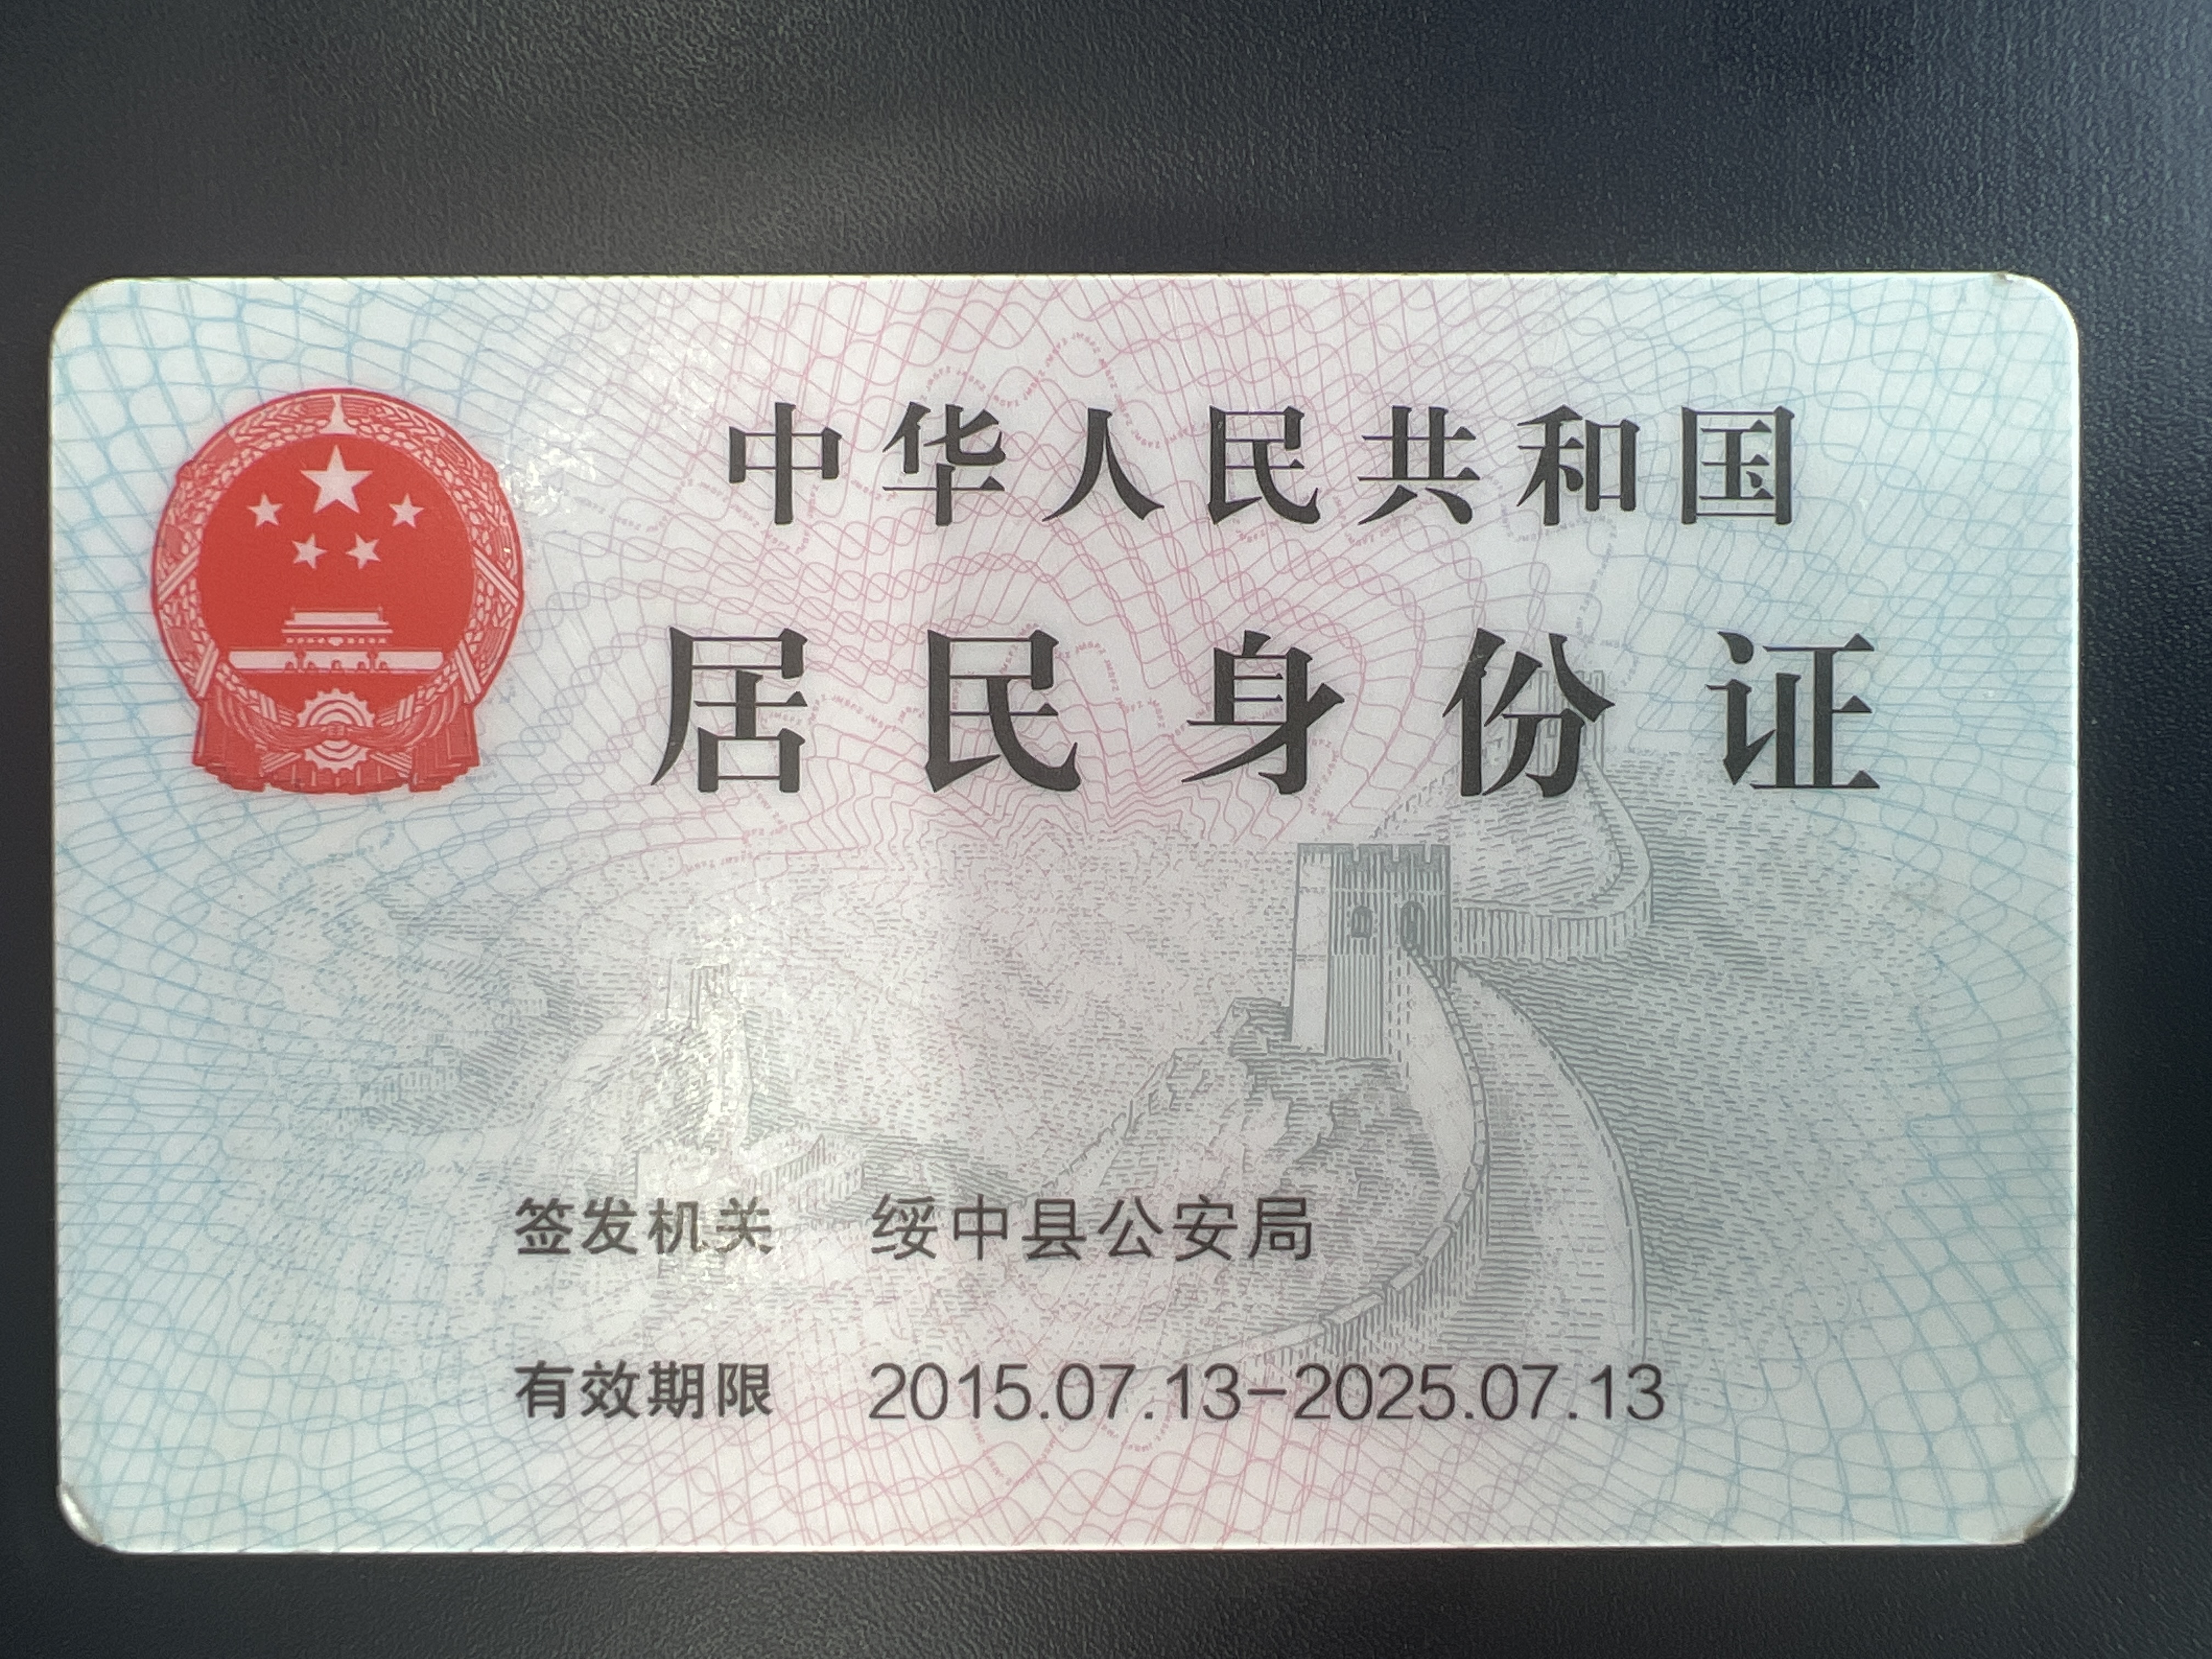 中华人民共和国
居民身份证
签发机关 绥中县公安局
有效期限 2015.07.13-2025.07.13